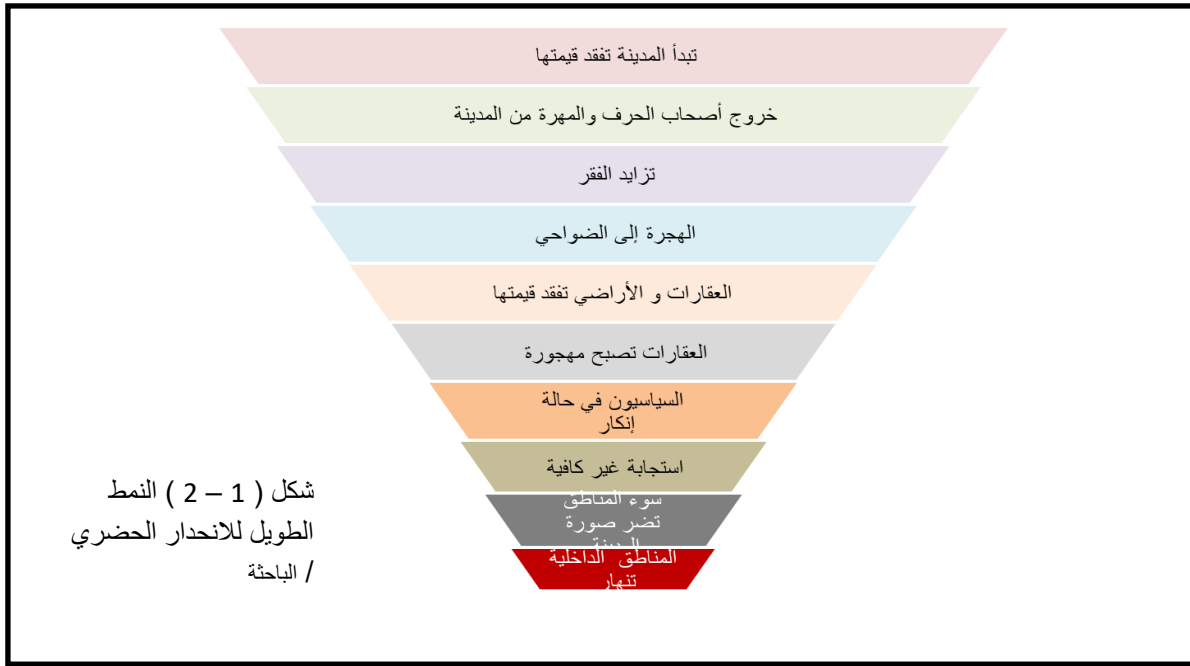 تبدأ المدينة تفقد قيمتها
خروج أصحاب الحرف والمهرة من المدينة
تزايد الفقر
الهجرة إلى الضواحي
العقارات و الأراضي تفقد قيمتها
العقارات تصبح مهجورة
السياسيون في حالة
إنكار
استجابة غير كافية
سوء المناطق
تضر صورة
المدينة
المناطق الداخلية
تنهار
شكل ( 1 – 2 ) النمط
الطويل للانحدار الحضري
/ الباحثة